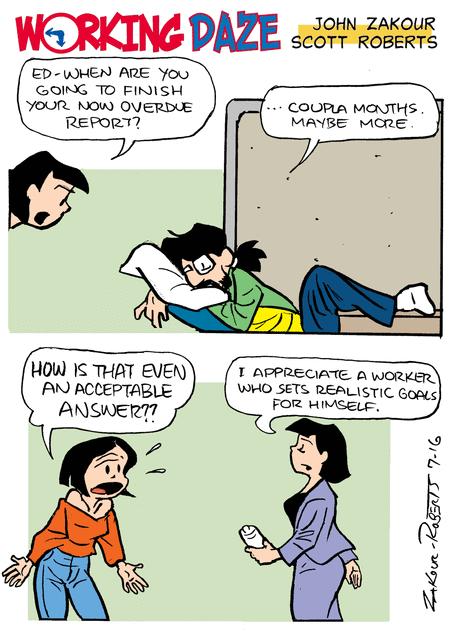 WORKING DAZE
JOHN ZAKOUR
SCOTT ROBERTS
ED-WHEN ARE YOU
GOING TO FINISH
YOUR NOW OVERDUE
REPORT?
... COUPLA MONTHS.
MAYBE MORE.
HOW IS THAT EVEN
AN ACCEPTABLE
ANSWER??
I APPRECIATE A WORKER
WHO SETS REALISTIC GOALS
FOR HIMSELF.
ZAKOUR-ROBERTS 7-16